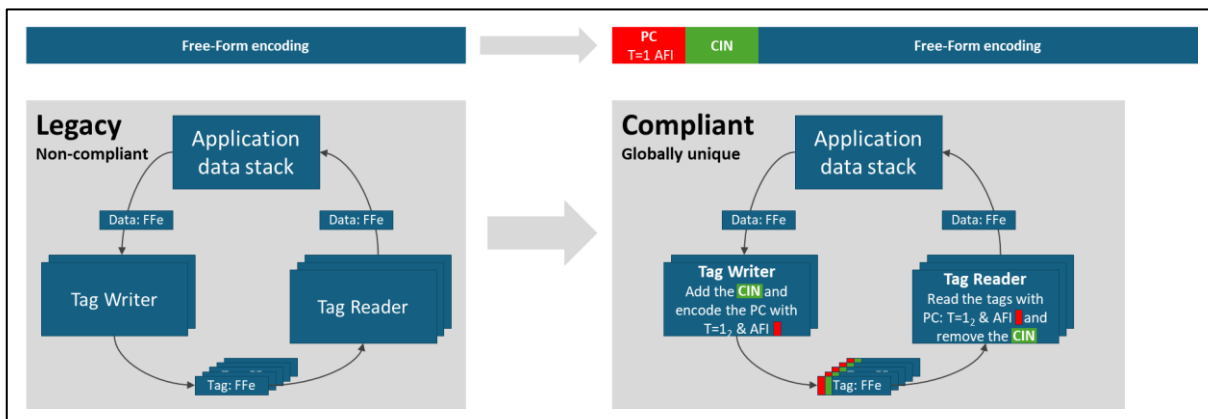 Free-Form encoding
PC
T=1 AFI
CIN
Free-Form encoding
Legacy
Non-compliant
Application
data stack
Data: FFe
Data: FFe
Tag Writer
Tag Reader
Tag: FFe
Compliant
Globally unique
Application
data stack
Data: FFe
Data: FFe
Tag Writer
Add the CIN and
encode the PC with
T=1₂ & AFI
Tag Reader
Read the tags with
PC: T=1₂ & AFI and
remove the CIN
Tag: FFe